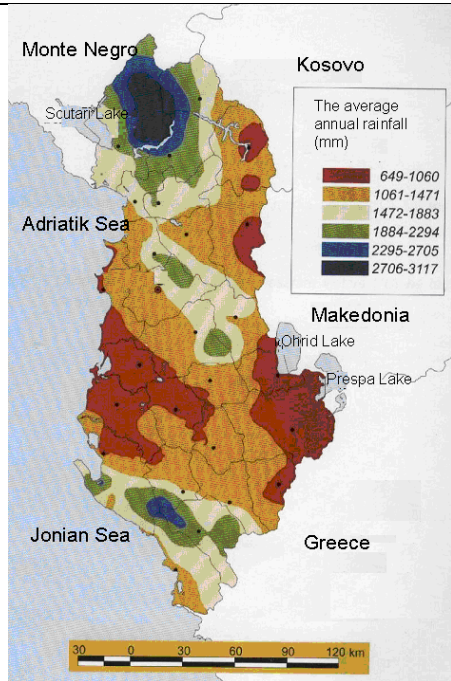 Monte Negro
Kosovo
Scutari Lake
The average
annual rainfall
(mm)
649-1060
1061-1471
1472-1883
1884-2294
2295-2705
2706-3117
Adriatik Sea
Makedonia
Ohrid Lake
Prespa Lake
Jonian Sea
Greece
30 0 30 60 90 120 km